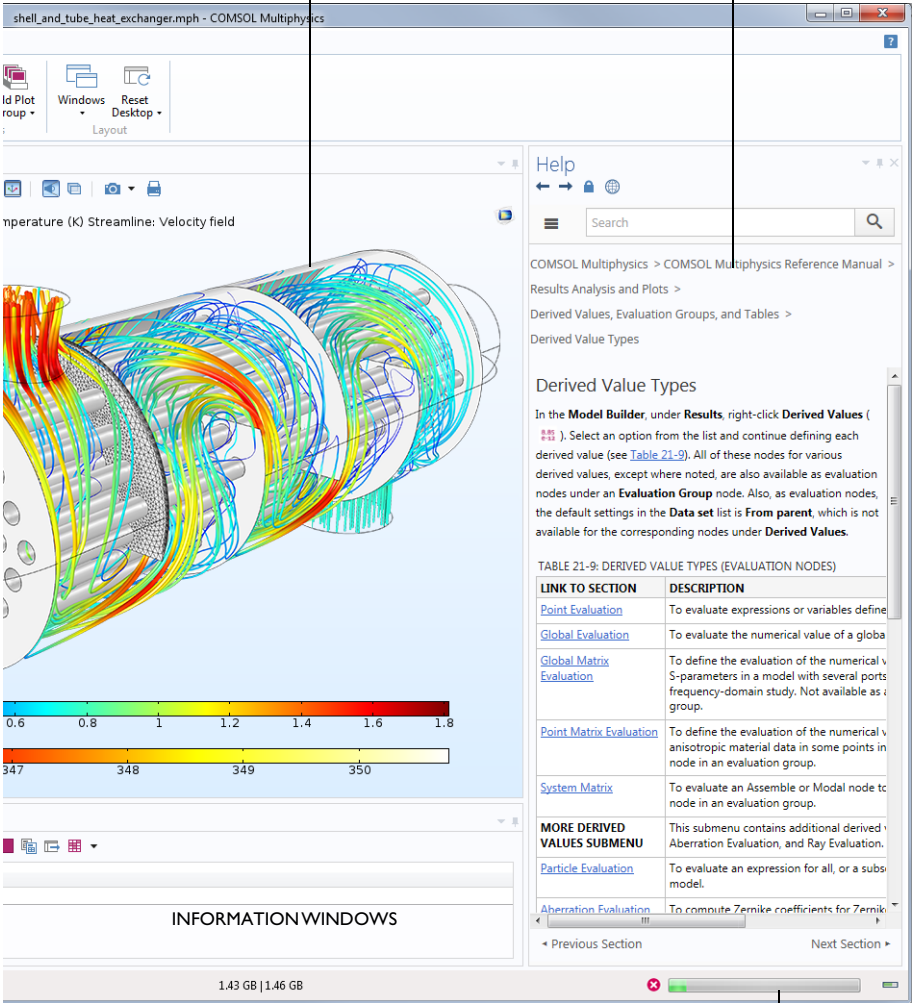 shell_and_tube_heat_exchanger.mph - COMSOL Multiphysics
ld Plot
roup
Windows
Reset
Desktop
Layout
Help
mperature (K) Streamline: Velocity field
Search
COMSOL Multiphysics > COMSOL Multiphysics Reference Manual >
Results Analysis and Plots >
Derived Values, Evaluation Groups, and Tables >
Derived Value Types
Derived Value Types
In the Model Builder, under Results, right-click Derived Values (
8.85
e-12 ). Select an option from the list and continue defining each
derived value (see Table 21-9). All of these nodes for various
derived values, except where noted, are also available as evaluation
nodes under an Evaluation Group node. Also, as evaluation nodes,
the default settings in the Data set list is From parent, which is not
available for the corresponding nodes under Derived Values.
TABLE 21-9: DERIVED VALUE TYPES (EVALUATION NODES)
LINK TO SECTION DESCRIPTION
Point Evaluation To evaluate expressions or variables define
Global Evaluation To evaluate the numerical value of a globa
Global Matrix
Evaluation
To define the evaluation of the numerical v
S-parameters in a model with several ports
frequency-domain study. Not available as a
group.
Point Matrix Evaluation To define the evaluation of the numerical v
anisotropic material data in some points in
node in an evaluation group.
System Matrix To evaluate an Assemble or Modal node to
node in an evaluation group.
MORE DERIVED
VALUES SUBMENU
This submenu contains additional derived v
Aberration Evaluation, and Ray Evaluation.
Particle Evaluation To evaluate an expression for all, or a subse
model.
Aberration Evaluation To compute Zernike coefficients for Zernik
Previous Section Next Section
0.6 0.8 1 1.2 1.4 1.6 1.8
347 348 349 350
INFORMATION WINDOWS
1.43 GB | 1.46 GB